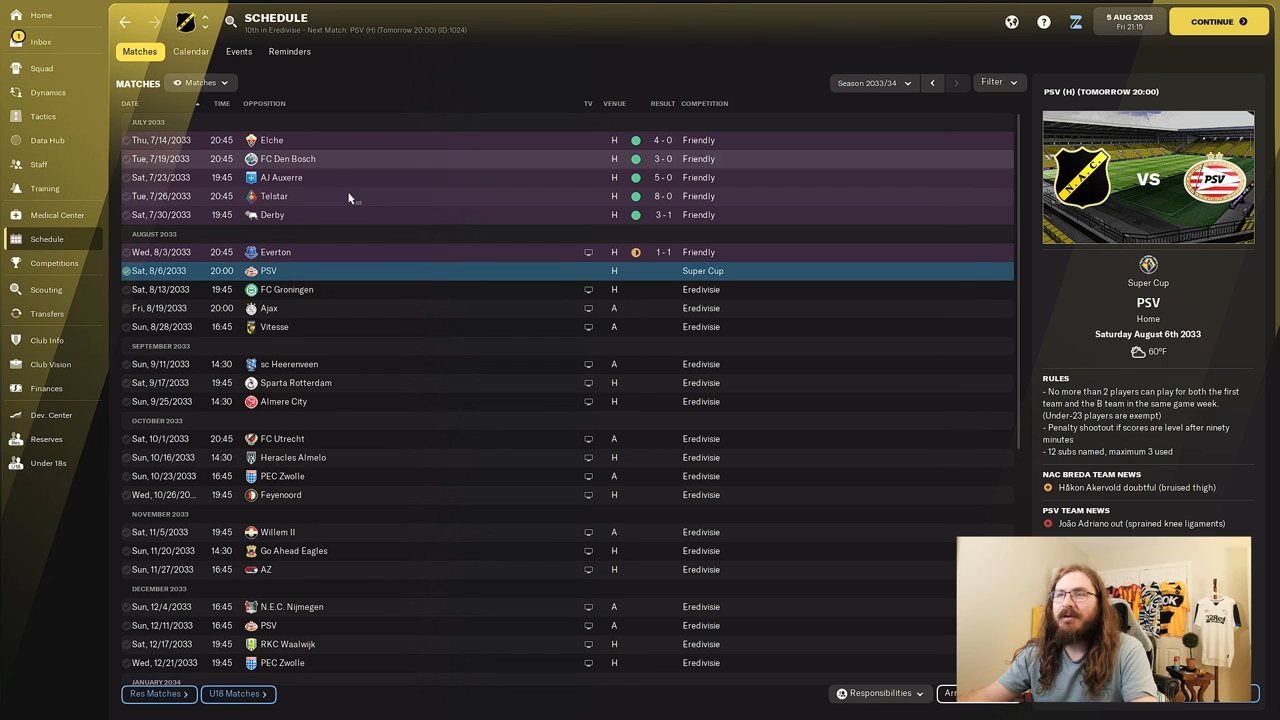 Home
1
Inbox
Squad
Dynamics
Tactics
Data Hub
Staff
Training
Medical Center
Schedule
Competitions
Scouting
Transfers
Club Info
Club Vision
Finances
Dev. Center
Reserves
Under 18s
SCHEDULE
10th in Eredivisie - Next Match: PSV (H) (Tomorrow 20:00) (ID:1024)
5 AUG 2033
Fri 21:15
CONTINUE
Matches Calendar Events Reminders
MATCHES Matches
Season 2033/34 Filter
DATE TIME OPPOSITION TV VENUE RESULT COMPETITION
JULY 2033
Thu, 7/14/2033 20:45 Elche H 4 - 0 Friendly
Tue, 7/19/2033 20:45 FC Den Bosch H 3 - 0 Friendly
Sat, 7/23/2033 19:45 AJ Auxerre H 5 - 0 Friendly
Tue, 7/26/2033 20:45 Telstar H 8 - 0 Friendly
Sat, 7/30/2033 19:45 Derby H 3 - 1 Friendly
AUGUST 2033
Wed, 8/3/2033 20:45 Everton H 1 - 1 Friendly
Sat, 8/6/2033 20:00 PSV H Super Cup
Sat, 8/13/2033 19:45 FC Groningen H Eredivisie
Fri, 8/19/2033 20:00 Ajax A Eredivisie
Sun, 8/28/2033 16:45 Vitesse A Eredivisie
SEPTEMBER 2033
Sun, 9/11/2033 14:30 sc Heerenveen A Eredivisie
Sat, 9/17/2033 19:45 Sparta Rotterdam H Eredivisie
Sun, 9/25/2033 14:30 Almere City H Eredivisie
OCTOBER 2033
Sat, 10/1/2033 20:45 FC Utrecht A Eredivisie
Sun, 10/16/2033 14:30 Heracles Almelo H Eredivisie
Sun, 10/23/2033 16:45 PEC Zwolle A Eredivisie
Wed, 10/26/20... 19:45 Feyenoord H Eredivisie
NOVEMBER 2033
Sat, 11/5/2033 19:45 Willem II A Eredivisie
Sun, 11/20/2033 14:30 Go Ahead Eagles H Eredivisie
Sun, 11/27/2033 16:45 AZ H Eredivisie
DECEMBER 2033
Sun, 12/4/2033 16:45 N.E.C. Nijmegen A Eredivisie
Sun, 12/11/2033 16:45 PSV A Eredivisie
Sat, 12/17/2033 19:45 RKC Waalwijk H Eredivisie
Wed, 12/21/2033 19:45 PEC Zwolle H Eredivisie
JANUARY 2034
Res Matches U18 Matches
Responsibilities
PSV (H) (TOMORROW 20:00)
N.A.C. VS PSV
Super Cup
PSV
Home
Saturday August 6th 2033
60°F
RULES
- No more than 2 players can play for both the first
team and the B team in the same game week.
(Under-23 players are exempt)
- Penalty shootout if scores are level after ninety
minutes
- 12 subs named, maximum 3 used
NAC BREDA TEAM NEWS
Håkon Akervold doubtful (bruised thigh)
PSV TEAM NEWS
João Adriano out (sprained knee ligaments)
32Red